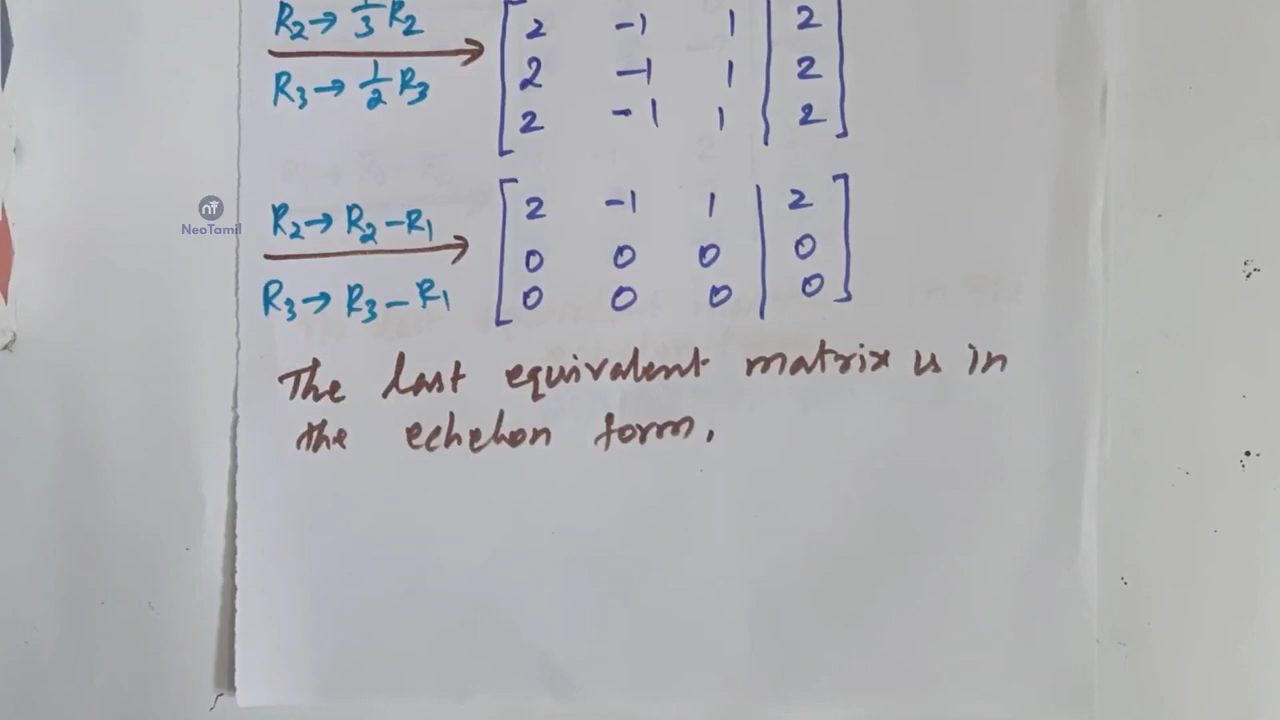 R₂→ 1/3 R₂
R₃→ 1/2 R₃
[2 -1 1 | 2]
[2 -1 1 | 2]
[2 -1 1 | 2]
NeoTamil
R₂→ R₂-R₁
R₃→ R₃-R₁
[2 -1 1 | 2]
[0 0 0 | 0]
[0 0 0 | 0]
The last equivalent matrix is in
the echelon form.